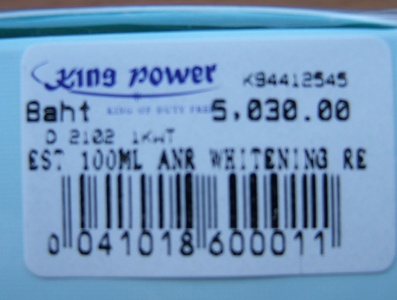 King Power K94412545
KING OF DUTY FREE
Baht 5,030.00
D 2102 1KWT
EST 100ML ANR WHITENING RE
0 041018 600011